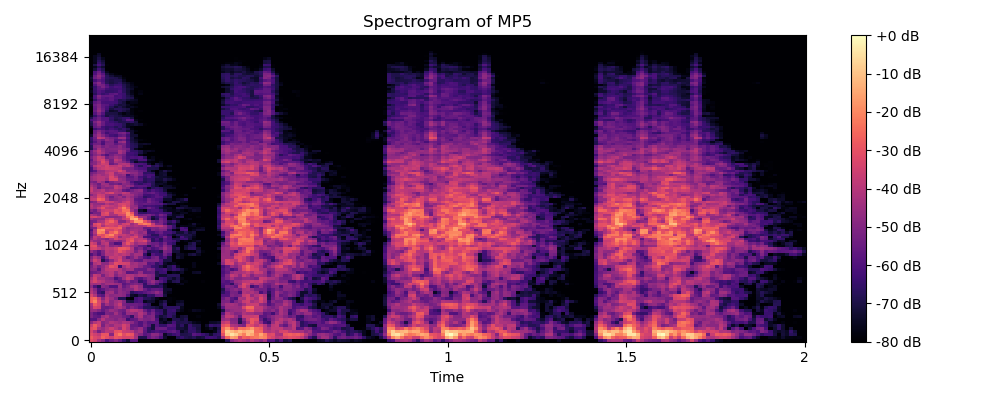 Spectrogram of MP5
Hz
16384
8192
4096
2048
1024
512
0
0 0.5 1 1.5 2
Time
+0 dB
-10 dB
-20 dB
-30 dB
-40 dB
-50 dB
-60 dB
-70 dB
-80 dB